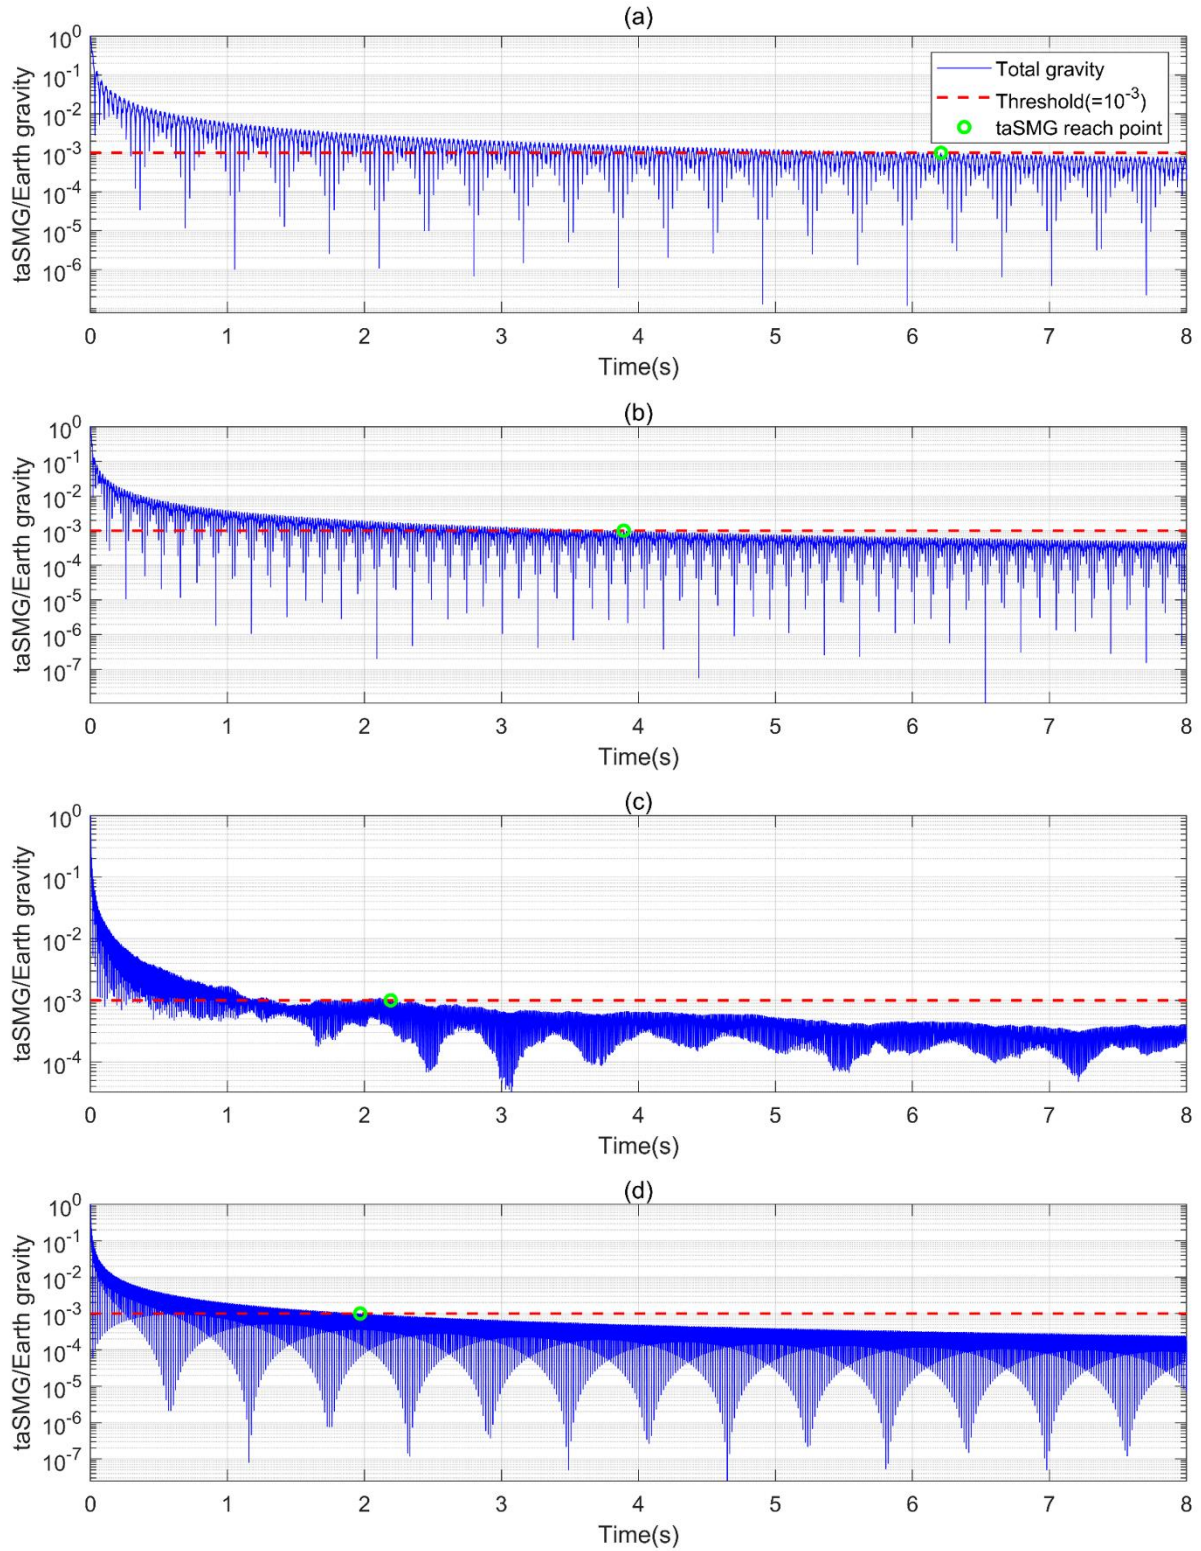 (a)
10^0
10^-1
10^-2
10^-3
10^-4
10^-5
10^-6
taSMG/Earth gravity
Total gravity
Threshold(=10^-3)
taSMG reach point
0 1 2 3 4 5 6 7 8
Time(s)
(b)
10^0
10^-1
10^-2
10^-3
10^-4
10^-5
10^-6
10^-7
taSMG/Earth gravity
0 1 2 3 4 5 6 7 8
Time(s)
(c)
10^0
10^-1
10^-2
10^-3
10^-4
taSMG/Earth gravity
0 1 2 3 4 5 6 7 8
Time(s)
(d)
10^0
10^-1
10^-2
10^-3
10^-4
10^-5
10^-6
10^-7
taSMG/Earth gravity
0 1 2 3 4 5 6 7 8
Time(s)